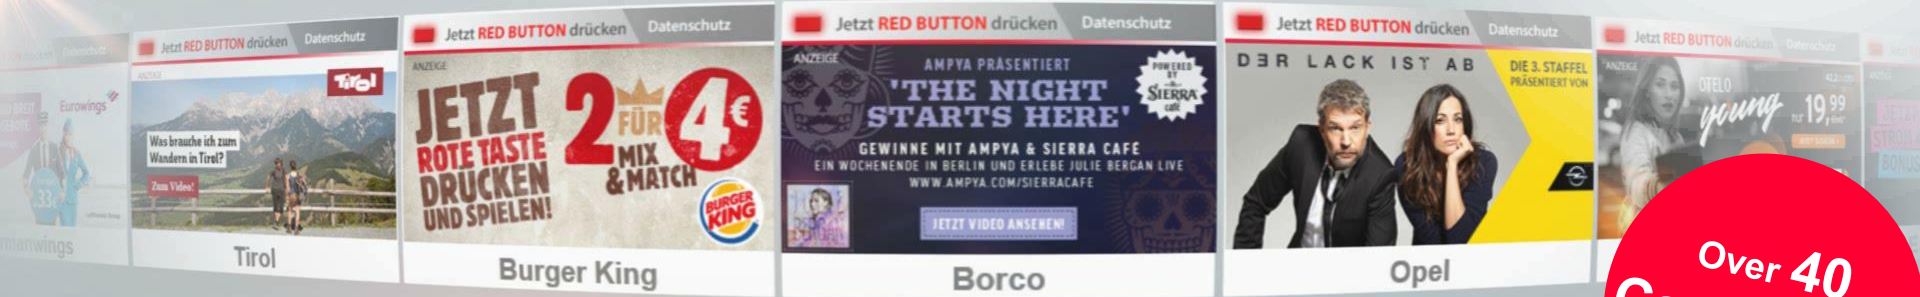 Eurowings
33€
manwings
Jetzt RED BUTTON drücken Datenschutz
ANZEIGE
Tirol
Was brauche ich zum
Wandern in Tirol?
Zum Video!
Tirol
Jetzt RED BUTTON drücken Datenschutz
ANZEIGE
JETZT
ROTE TASTE
DRÜCKEN
UND SPIELEN!
2 FÜR 4€
MIX
& MATCH
BURGER
KING
Burger King
Jetzt RED BUTTON drücken Datenschutz
ANZEIGE
AMPYA PRÄSENTIERT
'THE NIGHT
STARTS HERE'
POWERED
BY
SIERRA
café
GEWINNE MIT AMPYA & SIERRA CAFÉ
EIN WOCHENENDE IN BERLIN UND ERLEBE JULIE BERGAN LIVE
WWW.AMPYA.COM/SIERRACAFE
JETZT VIDEO ANSEHEN!
Borco
Jetzt RED BUTTON drücken Datenschutz
DER LACK IST AB
DIE 3. STAFFEL
PRÄSENTIERT VON
Opel
Jetzt RED BUTTON drücken Datenschutz
ANZEIGE
OTELO
young
19,99
BONUS
Over 40